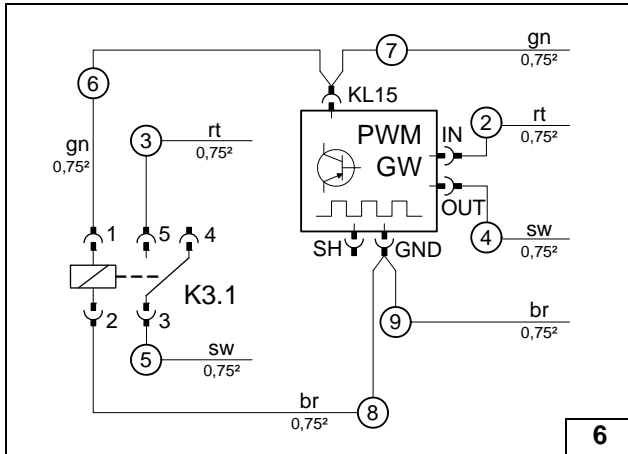 7 gn
0,75²
6
KL15
gn
0,75²
3 rt
0,75²
PWM
GW
IN
2 rt
0,75²
OUT
4 sw
0,75²
1 5 4
SH GND
K3.1
2 3
9 br
0,75²
5 sw
0,75²
br
0,75²
8
6